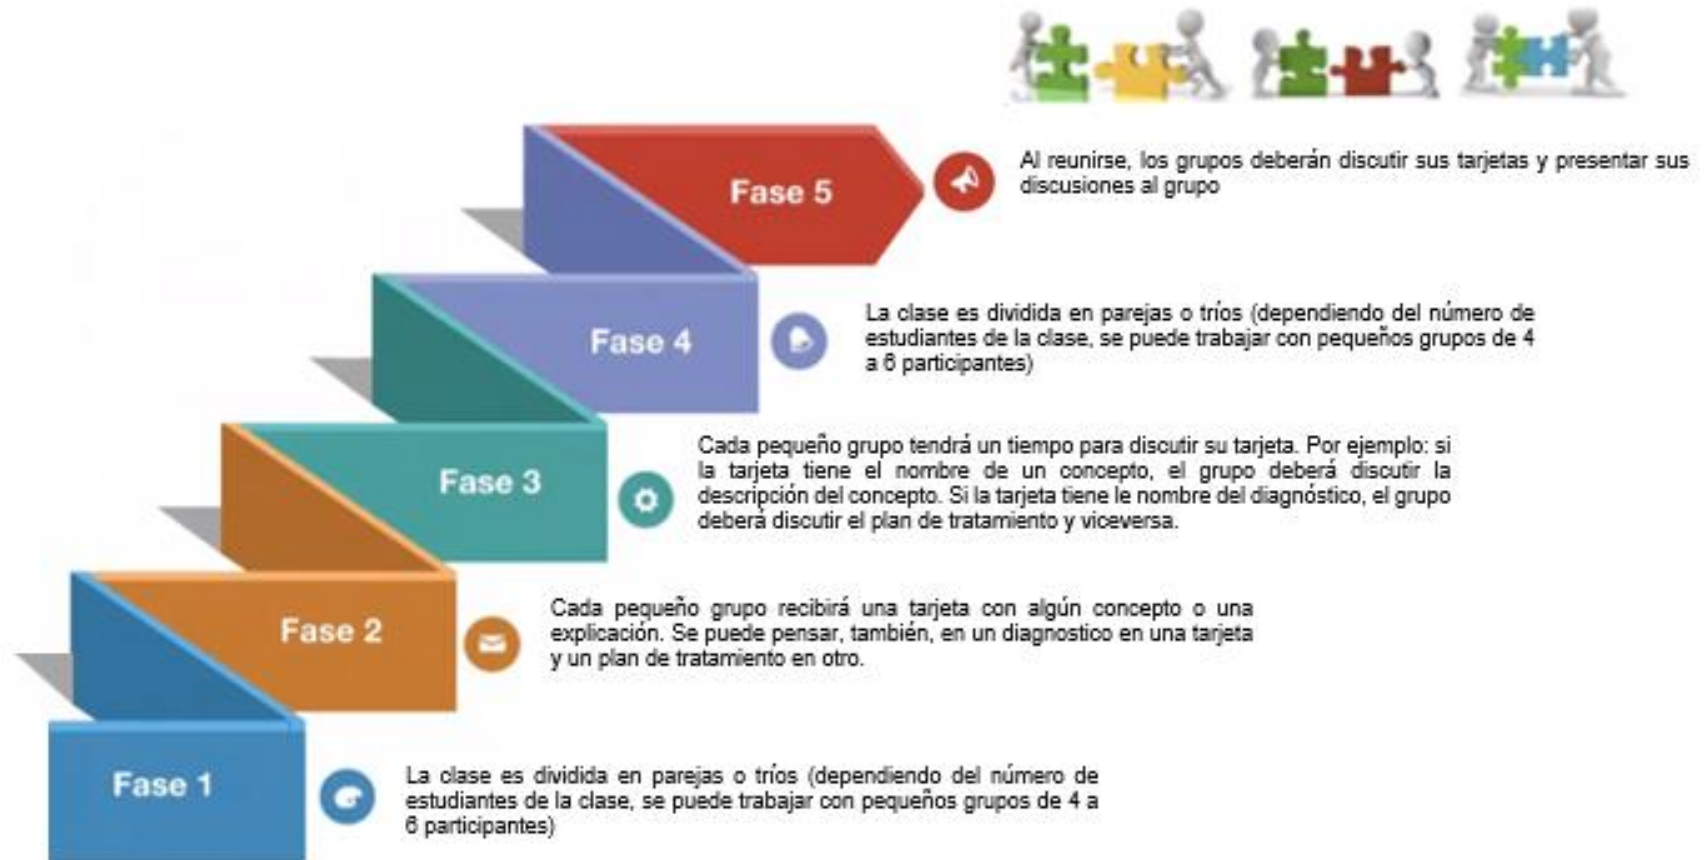 Fase 5
Al reunirse, los grupos deberán discutir sus tarjetas y presentar sus
discusiones al grupo
Fase 4
La clase es dividida en parejas o tríos (dependiendo del número de
estudiantes de la clase, se puede trabajar con pequeños grupos de 4
a 6 participantes)
Fase 3
Cada pequeño grupo tendrá un tiempo para discutir su tarjeta. Por ejemplo: si
la tarjeta tiene el nombre de un concepto, el grupo deberá discutir la
descripción del concepto. Si la tarjeta tiene le nombre del diagnóstico, el grupo
deberá discutir el plan de tratamiento y viceversa.
Fase 2
Cada pequeño grupo recibirá una tarjeta con algún concepto o una
explicación. Se puede pensar, también, en un diagnostico en una tarjeta
y un plan de tratamiento en otro.
Fase 1
La clase es dividida en parejas o tríos (dependiendo del número de
estudiantes de la clase, se puede trabajar con pequeños grupos de 4 a
6 participantes)